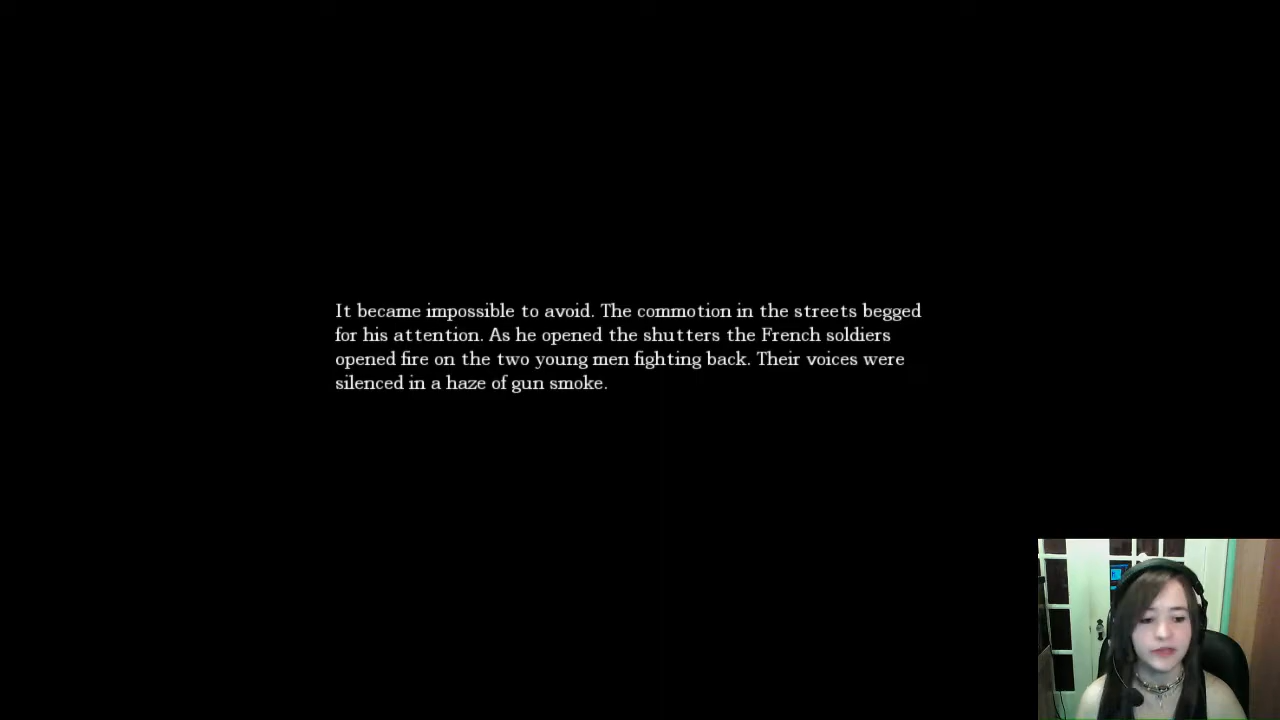 It became impossible to avoid. The commotion in the streets begged
for his attention. As he opened the shutters the French soldiers
opened fire on the two young men fighting back. Their voices were
silenced in a haze of gun smoke.